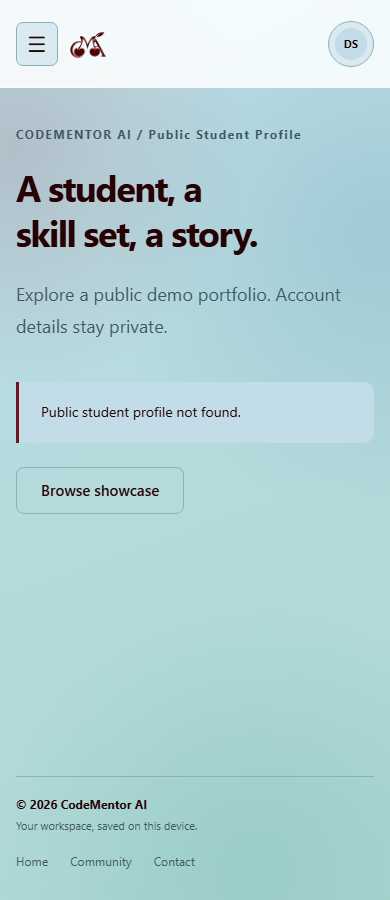 DS
CODEMENTOR AI / Public Student Profile
A student, a
skill set, a story.
Explore a public demo portfolio. Account
details stay private.
Public student profile not found.
Browse showcase
© 2026 CodeMentor AI
Your workspace, saved on this device.
Home Community Contact